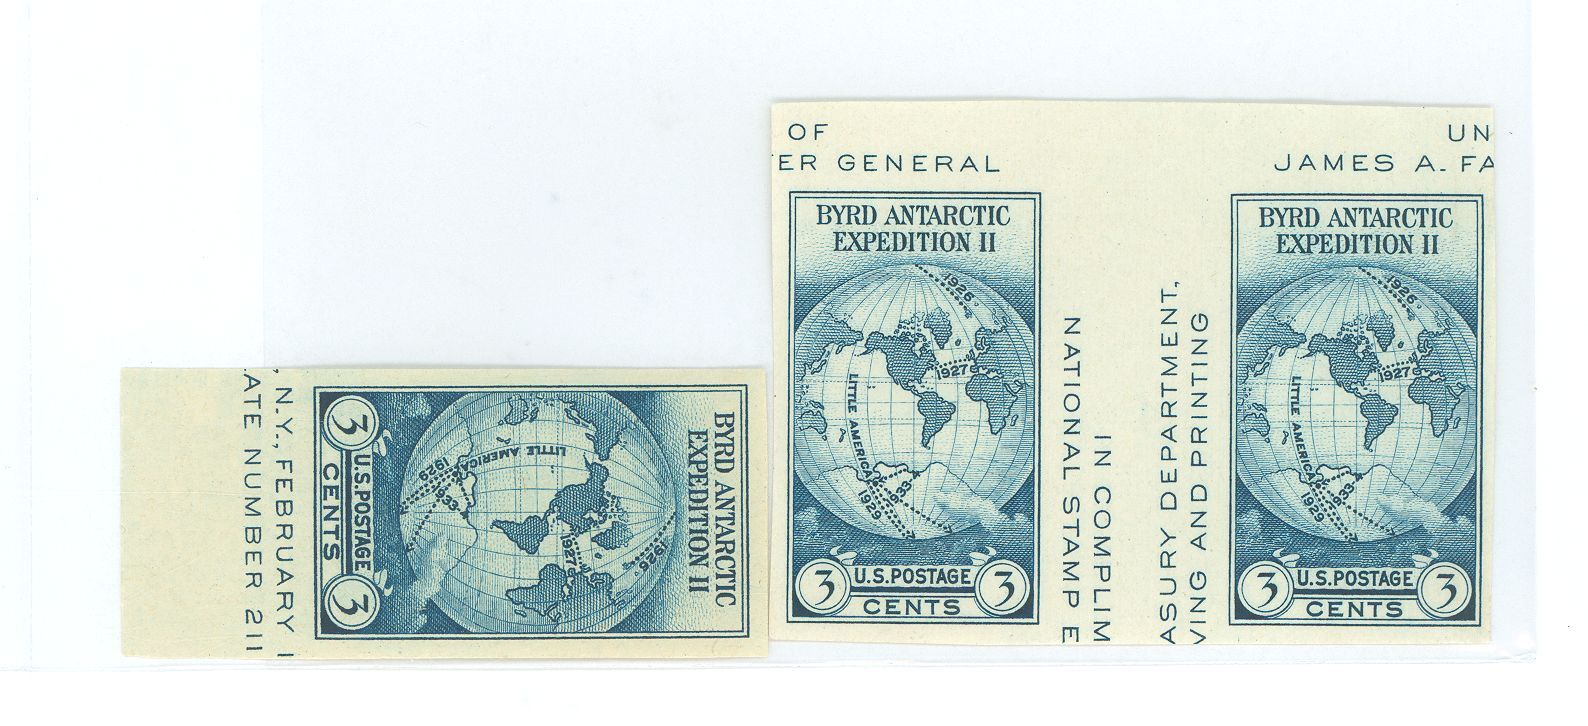 , N.Y., FEBRUARY 1
ATE NUMBER 211
BYRD ANTARCTIC
EXPEDITION II
1926
1927
LITTLE AMERICA
1929
1933
3
U.S.POSTAGE
CENTS
3
OF
ER GENERAL
BYRD ANTARCTIC
EXPEDITION II
1926
1927
LITTLE AMERICA
1933
1929
3
U.S.POSTAGE
CENTS
3
NATIONAL STAMP E
IN COMPLIM
ASURY DEPARTMENT,
VING AND PRINTING
UN
JAMES A. FA
BYRD ANTARCTIC
EXPEDITION II
1926
1927
LITTLE AMERICA
1933
1929
3
U.S.POSTAGE
CENTS
3